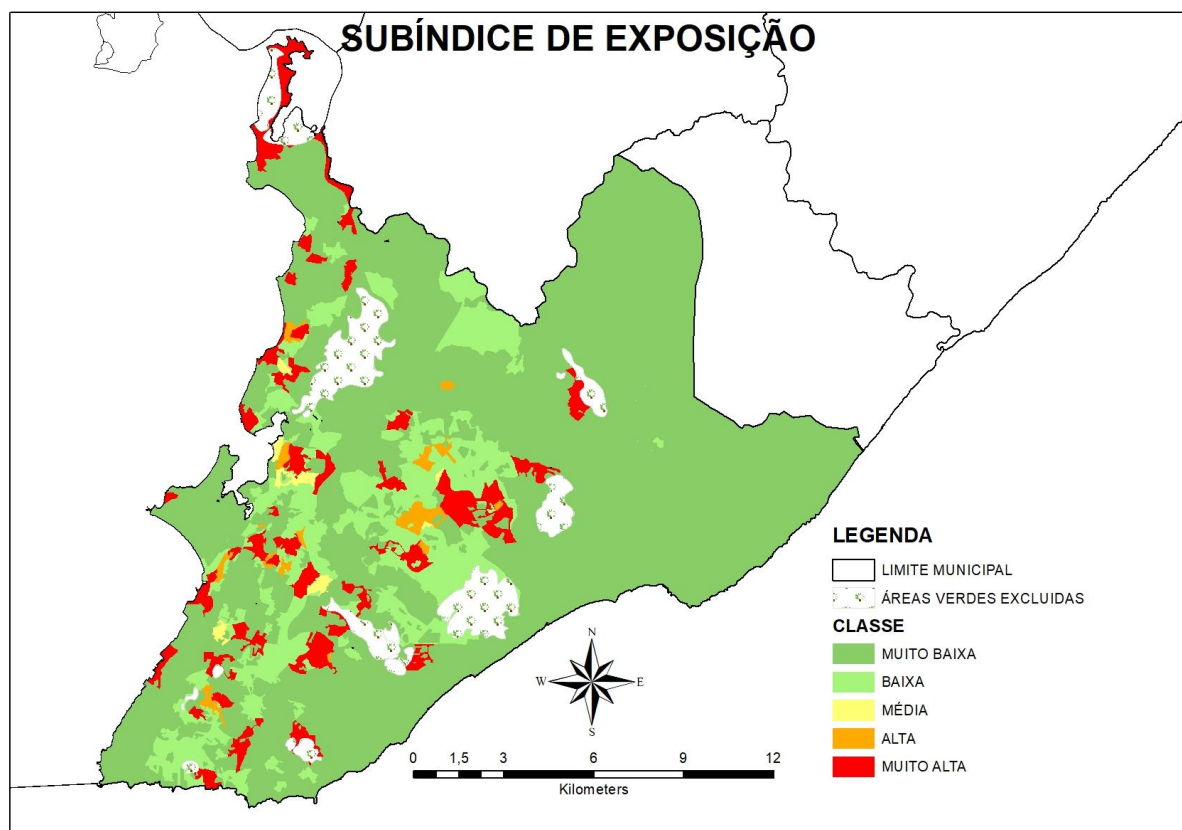 SUBÍNDICE DE EXPOSIÇÃO
LEGENDA
LIMITE MUNICIPAL
ÁREAS VERDES EXCLUIDAS
CLASSE
MUITO BAIXA
BAIXA
MÉDIA
ALTA
MUITO ALTA
N
W E
S
0 1,5 3 6 9 12
Kilometers